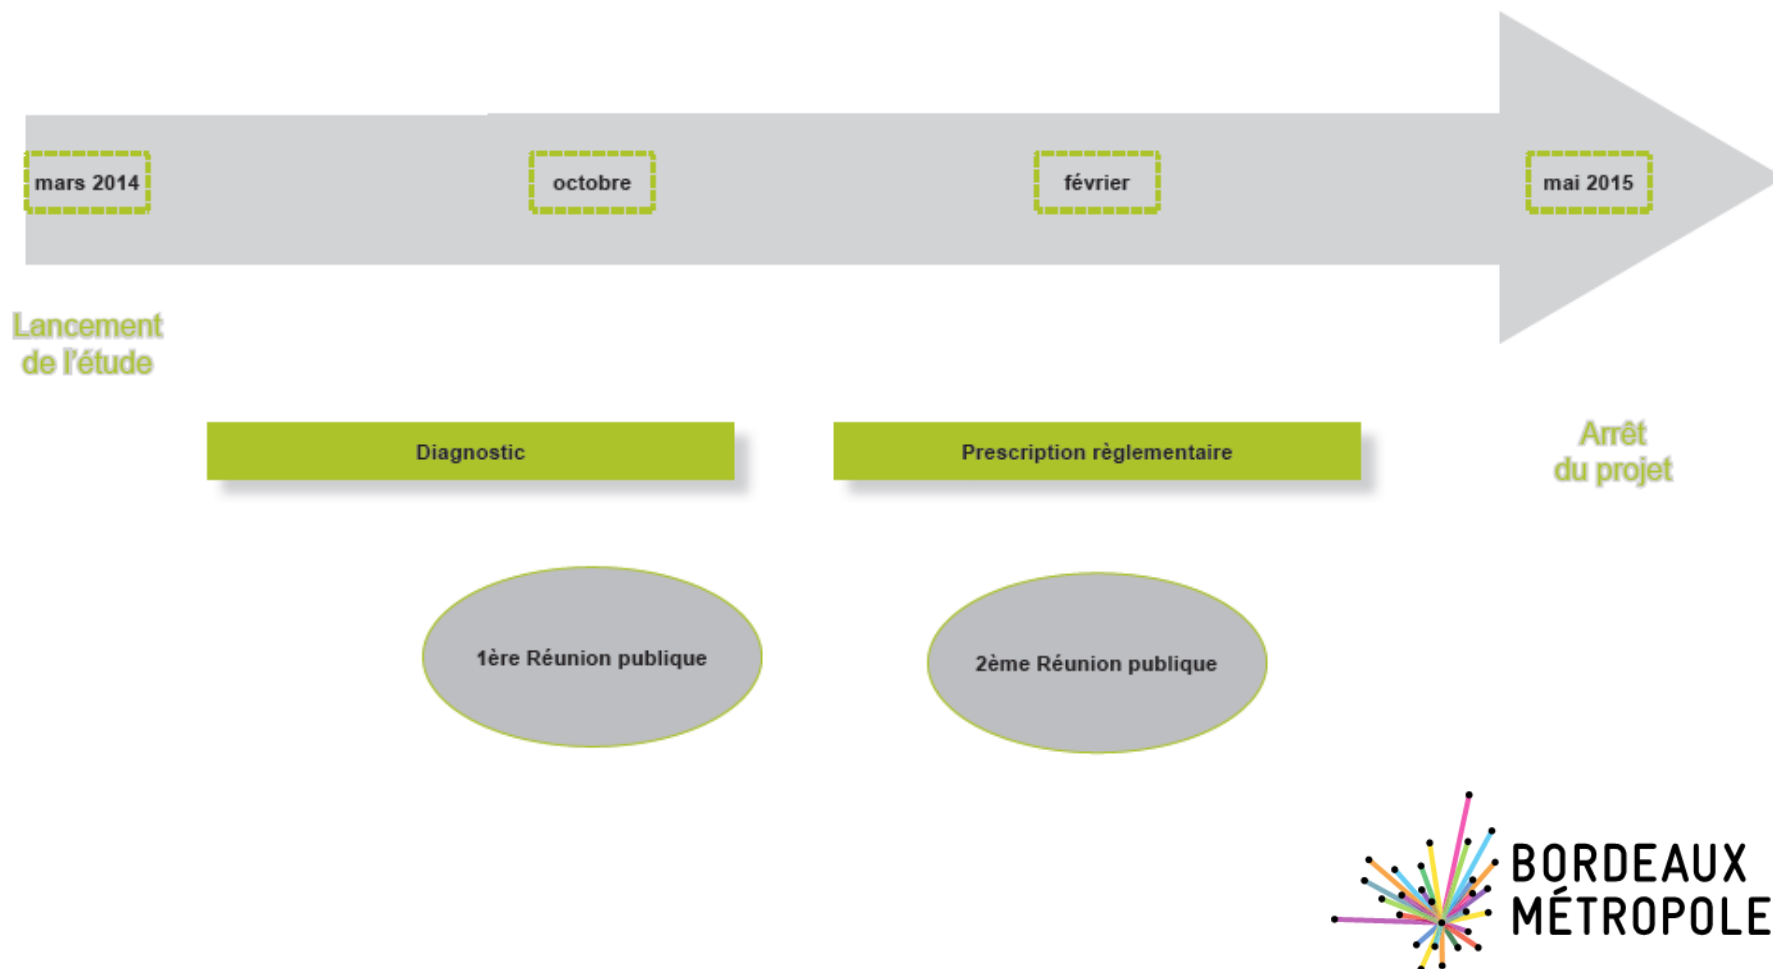 mars 2014
octobre
février
mai 2015
Lancement
de l'étude
Diagnostic
Prescription règlementaire
Arrêt
du projet
1ère Réunion publique
2ème Réunion publique
BORDEAUX
MÉTROPOLE